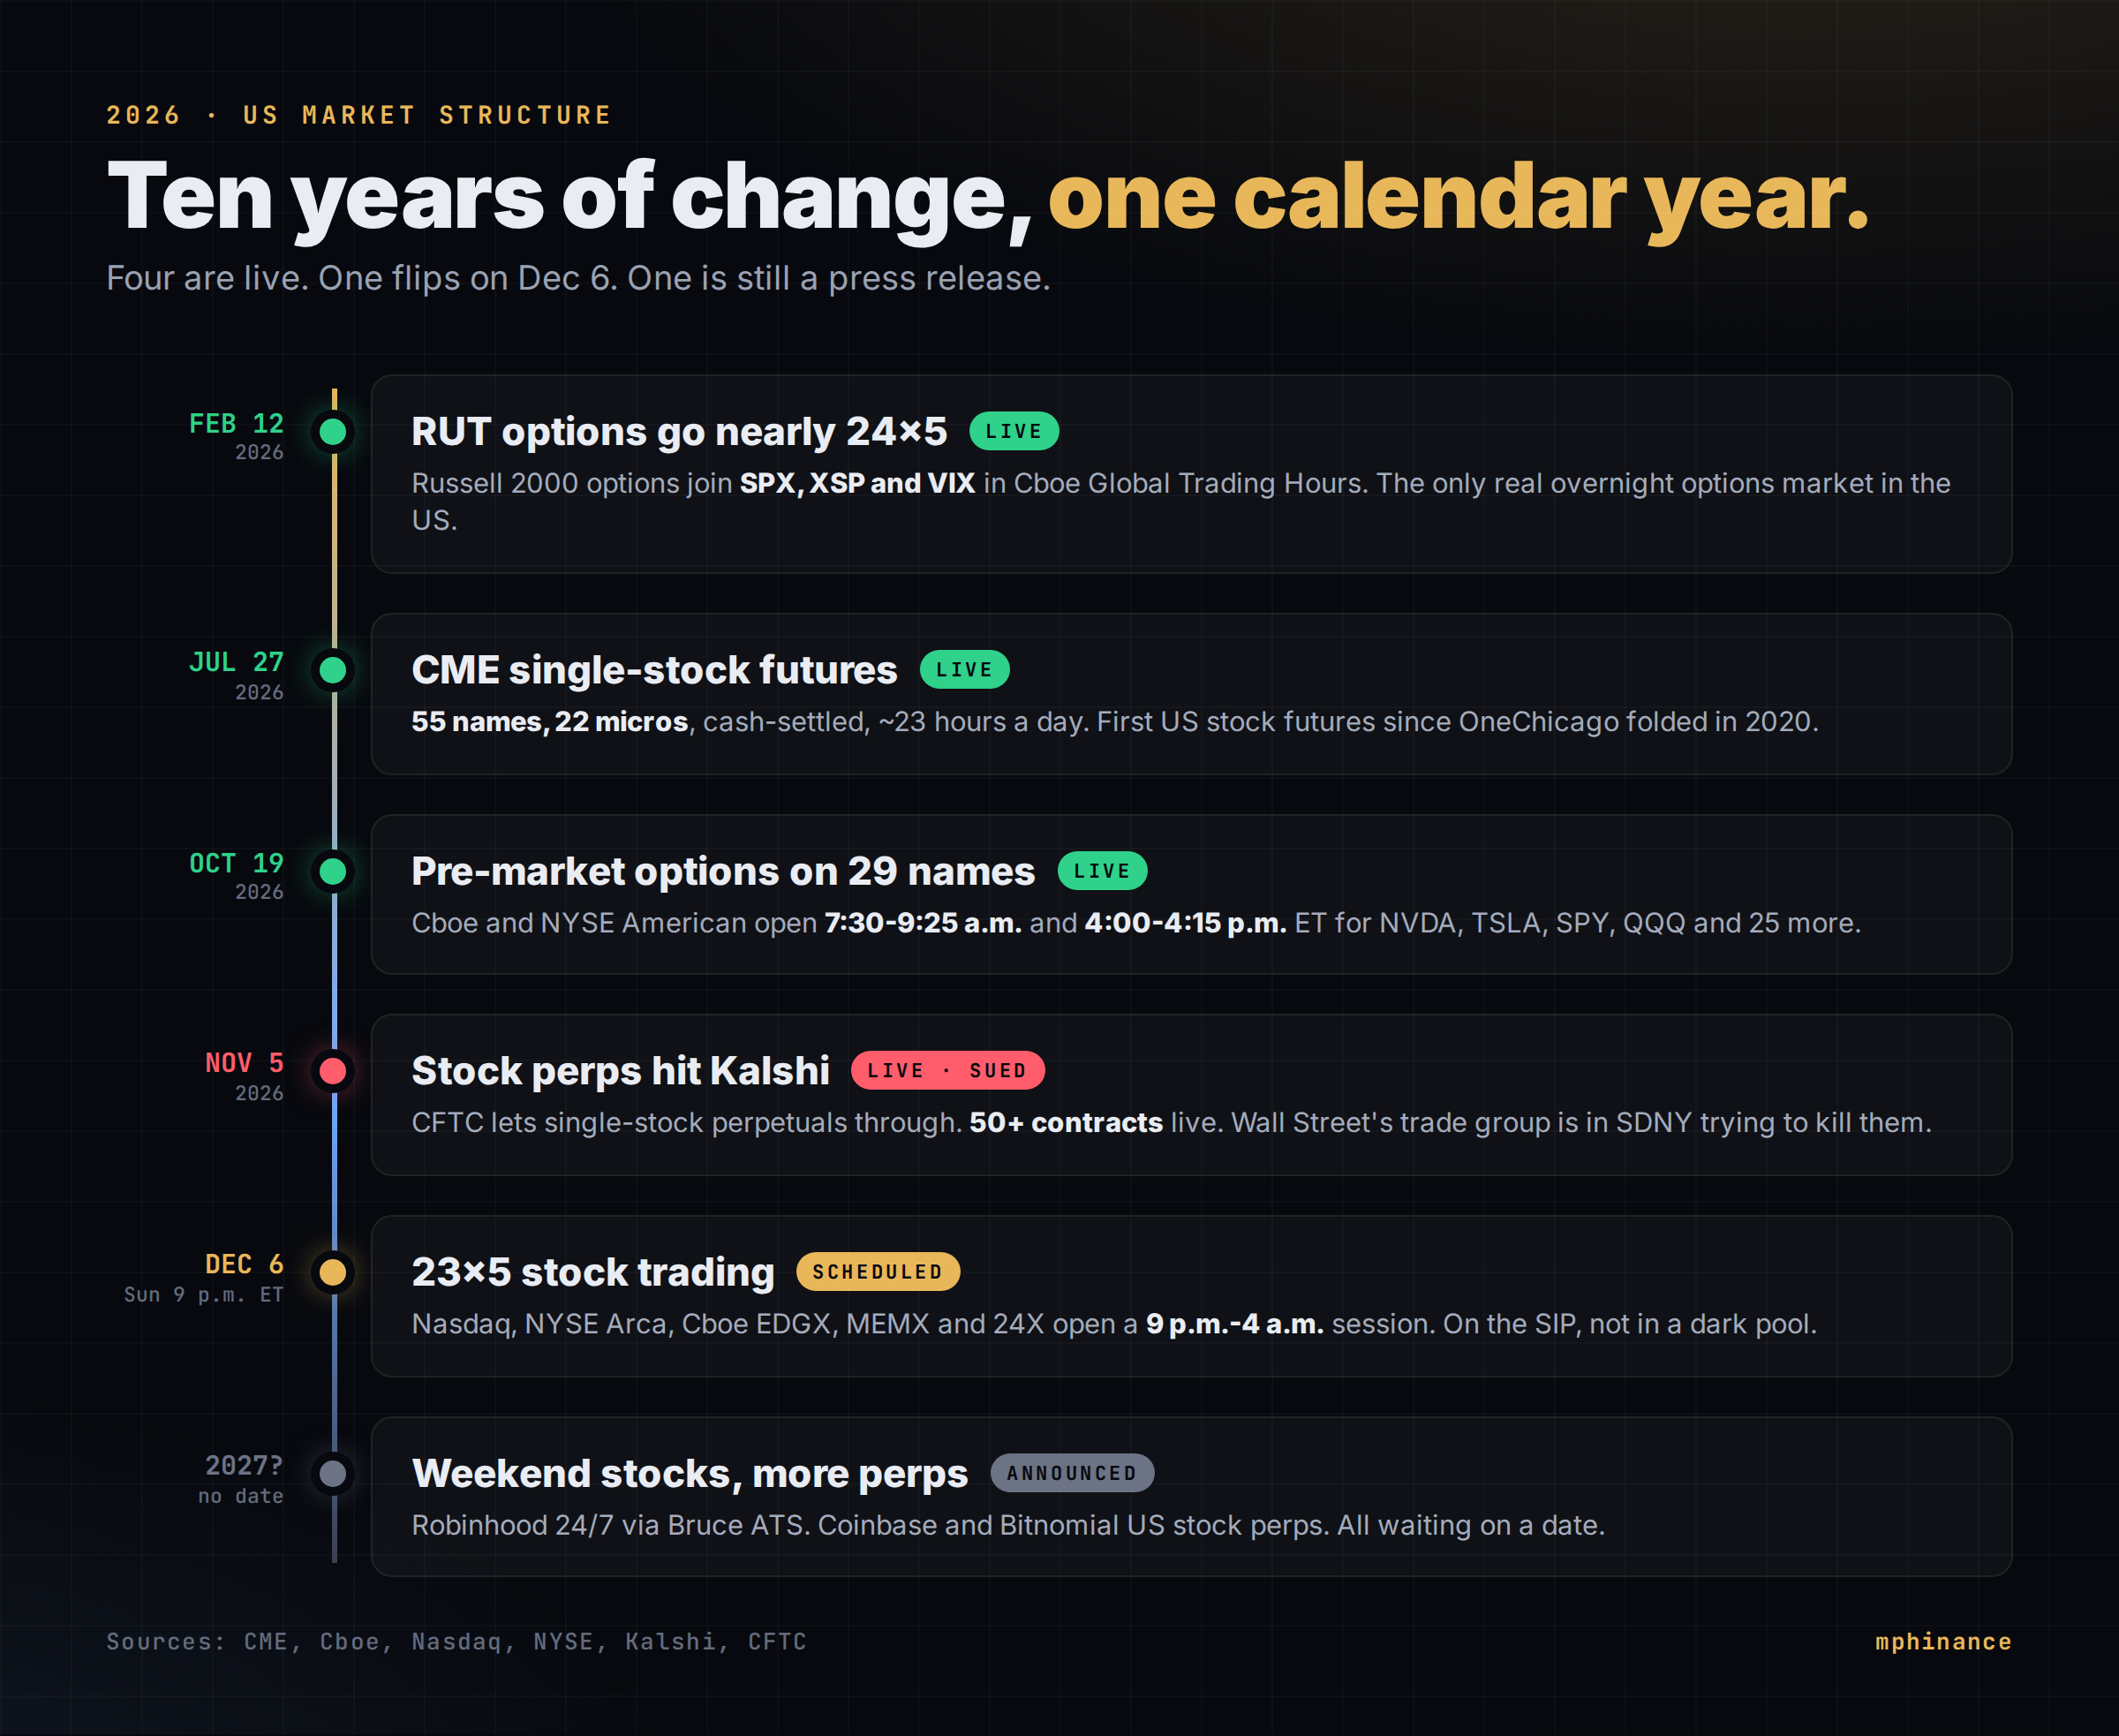 2026 · US MARKET STRUCTURE
Ten years of change, one calendar year.
Four are live. One flips on Dec 6. One is still a press release.
FEB 12
2026
RUT options go nearly 24×5 LIVE
Russell 2000 options join SPX, XSP and VIX in Cboe Global Trading Hours. The only real overnight options market in the
US.
JUL 27
2026
CME single-stock futures LIVE
55 names, 22 micros, cash-settled, ~23 hours a day. First US stock futures since OneChicago folded in 2020.
OCT 19
2026
Pre-market options on 29 names LIVE
Cboe and NYSE American open 7:30-9:25 a.m. and 4:00-4:15 p.m. ET for NVDA, TSLA, SPY, QQQ and 25 more.
NOV 5
2026
Stock perps hit Kalshi LIVE · SUED
CFTC lets single-stock perpetuals through. 50+ contracts live. Wall Street's trade group is in SDNY trying to kill them.
DEC 6
Sun 9 p.m. ET
23×5 stock trading SCHEDULED
Nasdaq, NYSE Arca, Cboe EDGX, MEMX and 24X open a 9 p.m.-4 a.m. session. On the SIP, not in a dark pool.
2027?
no date
Weekend stocks, more perps ANNOUNCED
Robinhood 24/7 via Bruce ATS. Coinbase and Bitnomial US stock perps. All waiting on a date.
Sources: CME, Cboe, Nasdaq, NYSE, Kalshi, CFTC
mphinance